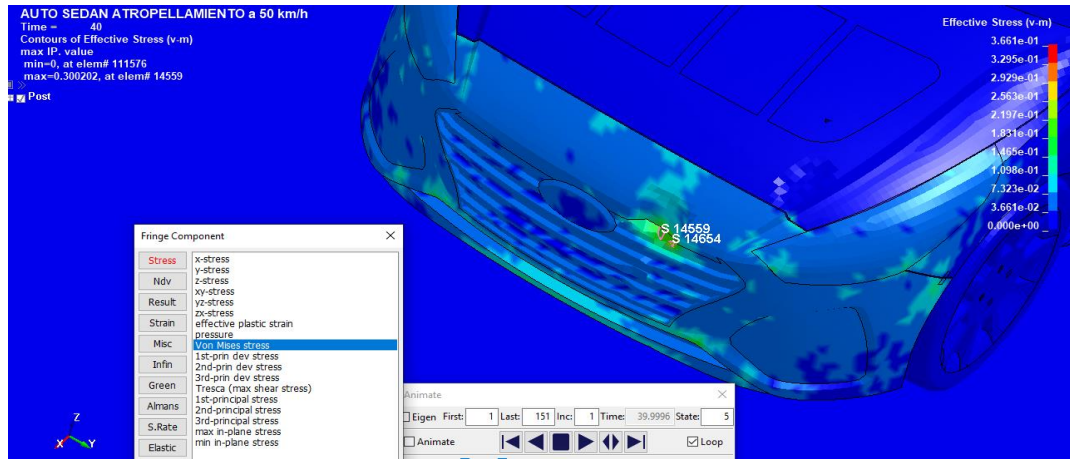 AUTO SEDAN ATROPELLAMIENTO a 50 km/h
Time = 40
Contours of Effective Stress (v-m)
max IP. value
min=0, at elem# 111576
max=0.300202, at elem# 14559
Post
Effective Stress (v-m)
3.661e-01
3.295e-01
2.929e-01
2.563e-01
2.197e-01
1.831e-01
1.465e-01
1.098e-01
7.323e-02
3.661e-02
0.000e+00
S 14559
S 14654
Fringe Component
Stress
Ndv
Result
Strain
Misc
Infin
Green
Almans
S.Rate
Elastic
x-stress
y-stress
z-stress
xy-stress
yz-stress
zx-stress
effective plastic strain
pressure
Von Mises stress
1st-prin dev stress
2nd-prin dev stress
3rd-prin dev stress
Tresca (max shear stress)
1st-principal stress
2nd-principal stress
3rd-principal stress
max in-plane stress
min in-plane stress
Animate
Eigen First: 1 Last: 151 Inc: 1 Time: 39.9996 State: 5
Animate Loop
Z
X Y